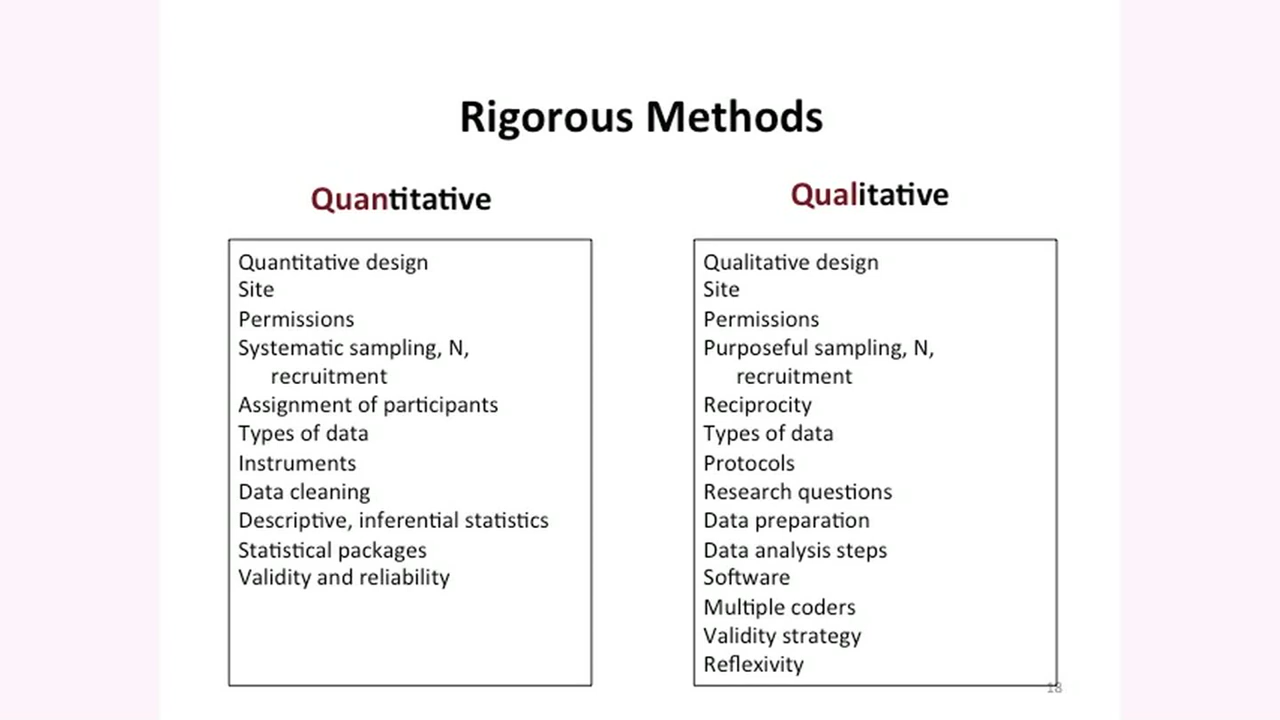 Rigorous Methods
Quantitative
Quantitative design
Site
Permissions
Systematic sampling, N,
recruitment
Assignment of participants
Types of data
Instruments
Data cleaning
Descriptive, inferential statistics
Statistical packages
Validity and reliability
Qualitative
Qualitative design
Site
Permissions
Purposeful sampling, N,
recruitment
Reciprocity
Types of data
Protocols
Research questions
Data preparation
Data analysis steps
Software
Multiple coders
Validity strategy
Reflexivity
18